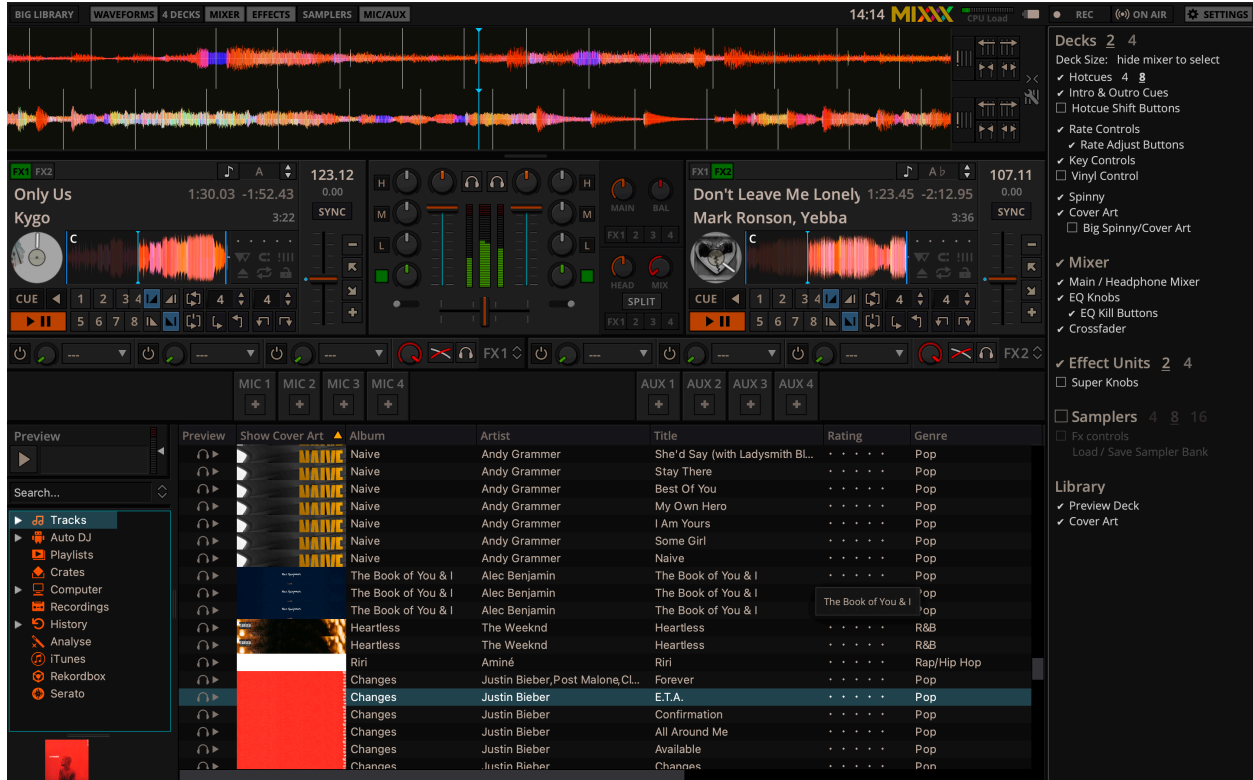 BIG LIBRARY WAVEFORMS 4 DECKS MIXER EFFECTS SAMPLERS MIC/AUX 14:14 MIXXX CPU Load REC ON AIR SETTINGS
Decks 2 4
Deck Size: hide mixer to select
Hotcues 4 8
Intro & Outro Cues
Hotcue Shift Buttons
Rate Controls
Rate Adjust Buttons
Key Controls
Vinyl Control
Spinny
Cover Art
Big Spinny/Cover Art
Mixer
Main / Headphone Mixer
EQ Knobs
EQ Kill Buttons
Crossfader
Effect Units 2 4
Super Knobs
Samplers 4 8 16
Fx controls
Load / Save Sampler Bank
Library
Preview Deck
Cover Art
FX1 FX2 A 123.12
Only Us 1:30.03 -1:52.43 0.00
Kygo 3:22 SYNC
C
CUE 1 2 3 4 4 4
5 6 7 8
H H
M M
L L
MAIN BAL
FX1 2 3 4
HEAD MIX
SPLIT
FX1 2 3 4
FX1 FX2 A♭ 107.11
Don't Leave Me Lonely 1:23.45 -2:12.95 0.00
Mark Ronson, Yebba 3:36 SYNC
C
CUE 1 2 3 4 4 4
5 6 7 8
--- --- --- FX1 --- --- --- FX2
MIC 1 MIC 2 MIC 3 MIC 4 AUX 1 AUX 2 AUX 3 AUX 4
Preview
Search...
Tracks
Auto DJ
Playlists
Crates
Computer
Recordings
History
Analyse
iTunes
Rekordbox
Serato
Preview Show Cover Art Album Artist Title Rating Genre
Naive Andy Grammer She'd Say (with Ladysmith Bl... Pop
Naive Andy Grammer Stay There Pop
Naive Andy Grammer Best Of You Pop
Naive Andy Grammer My Own Hero Pop
Naive Andy Grammer I Am Yours Pop
Naive Andy Grammer Some Girl Pop
Naive Andy Grammer Naive Pop
The Book of You & I Alec Benjamin The Book of You & I Pop
The Book of You & I Alec Benjamin The Book of You & I Pop
The Book of You & I Alec Benjamin The Book of You & I Pop
The Book of You & I
Heartless The Weeknd Heartless R&B
Heartless The Weeknd Heartless R&B
Riri Aminé Riri Rap/Hip Hop
Changes Justin Bieber,Post Malone,Cl... Forever Pop
Changes Justin Bieber E.T.A. Pop
Changes Justin Bieber Confirmation Pop
Changes Justin Bieber All Around Me Pop
Changes Justin Bieber Available Pop
Changes Justin Bieber Changes Pop